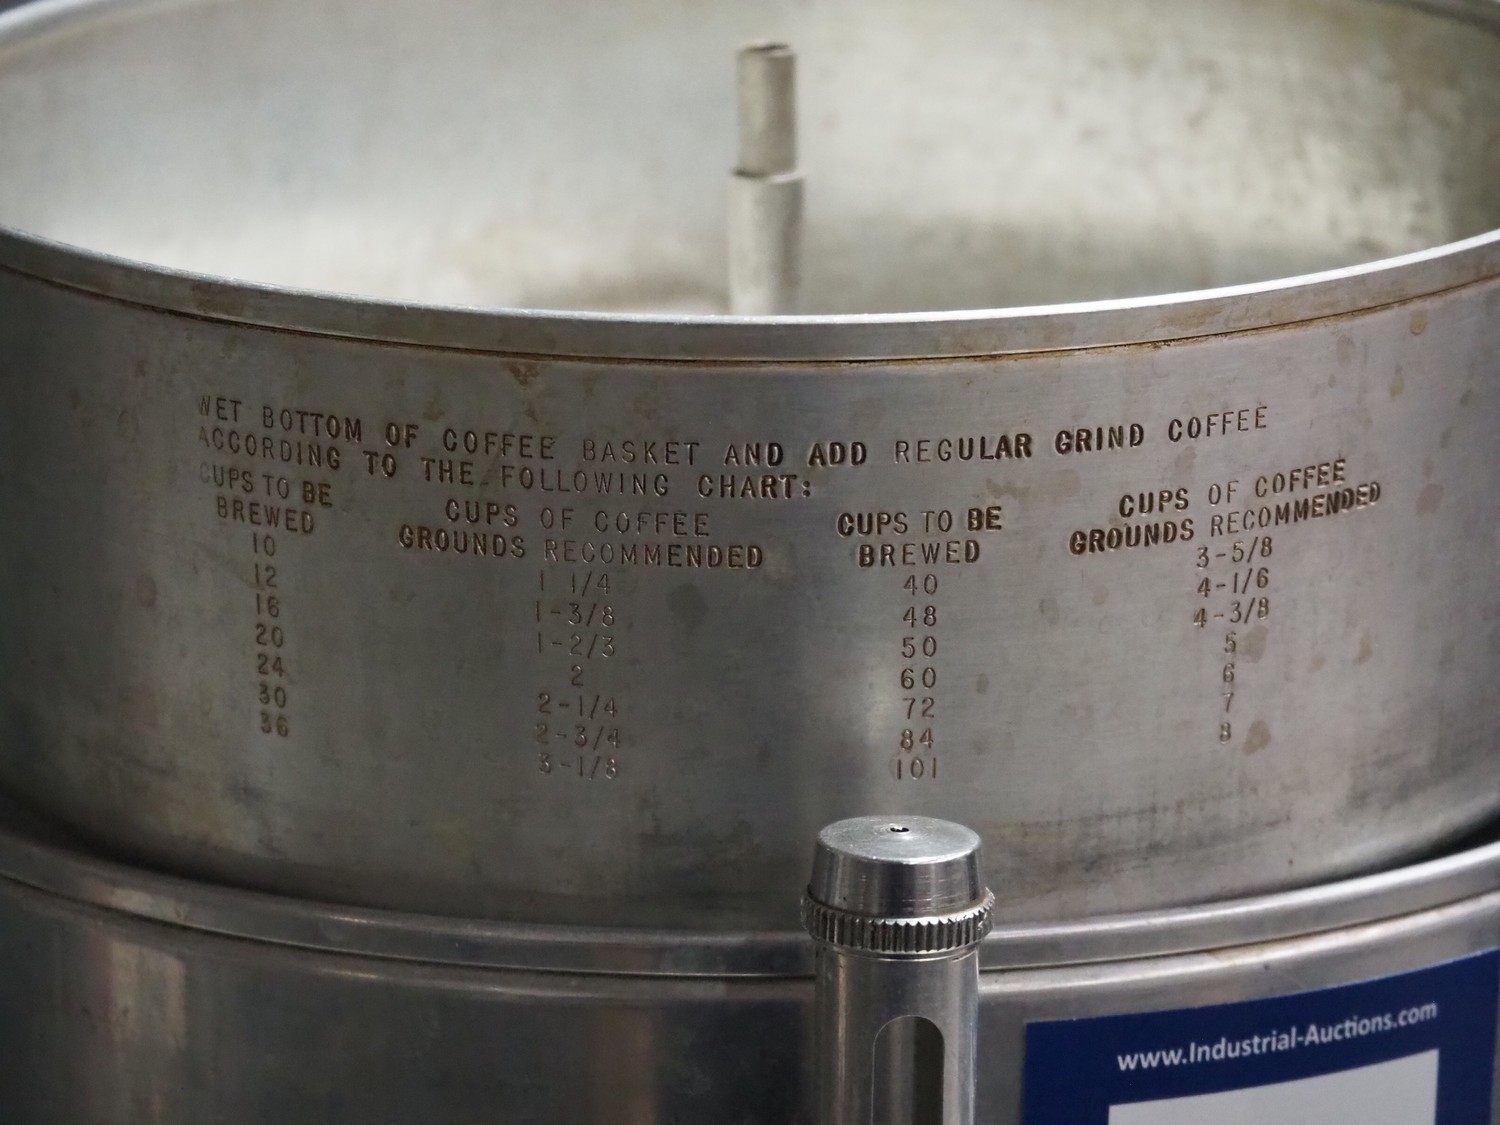 WET BOTTOM OF COFFEE BASKET AND ADD REGULAR GRIND COFFEE
ACCORDING TO THE FOLLOWING CHART:
CUPS TO BE BREWED CUPS OF COFFEE GROUNDS RECOMMENDED CUPS TO BE BREWED CUPS OF COFFEE GROUNDS RECOMMENDED
10 1 1/4 40 3-5/8
12 1-3/8 48 4-1/6
16 1-2/3 50 4-3/8
20 2 60 5
24 2-1/4 72 6
30 2-3/4 84 7
36 3-1/8 101 8
www.Industrial-Auctions.com